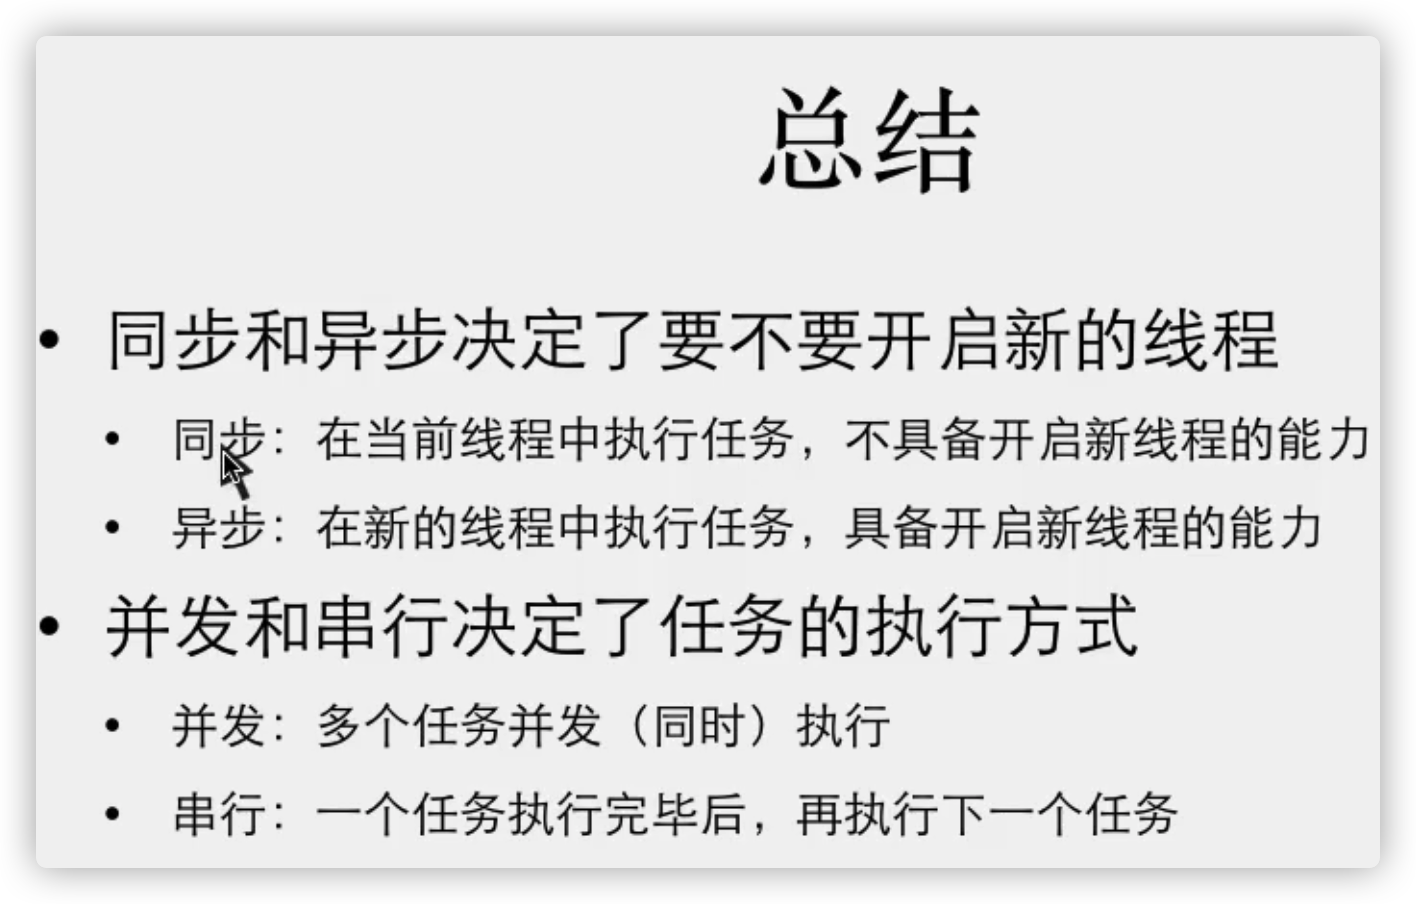 总结
• 同步和异步决定了要不要开启新的线程
• 同步：在当前线程中执行任务，不具备开启新线程的能力
• 异步：在新的线程中执行任务，具备开启新线程的能力
• 并发和串行决定了任务的执行方式
• 并发：多个任务并发（同时）执行
• 串行：一个任务执行完毕后，再执行下一个任务